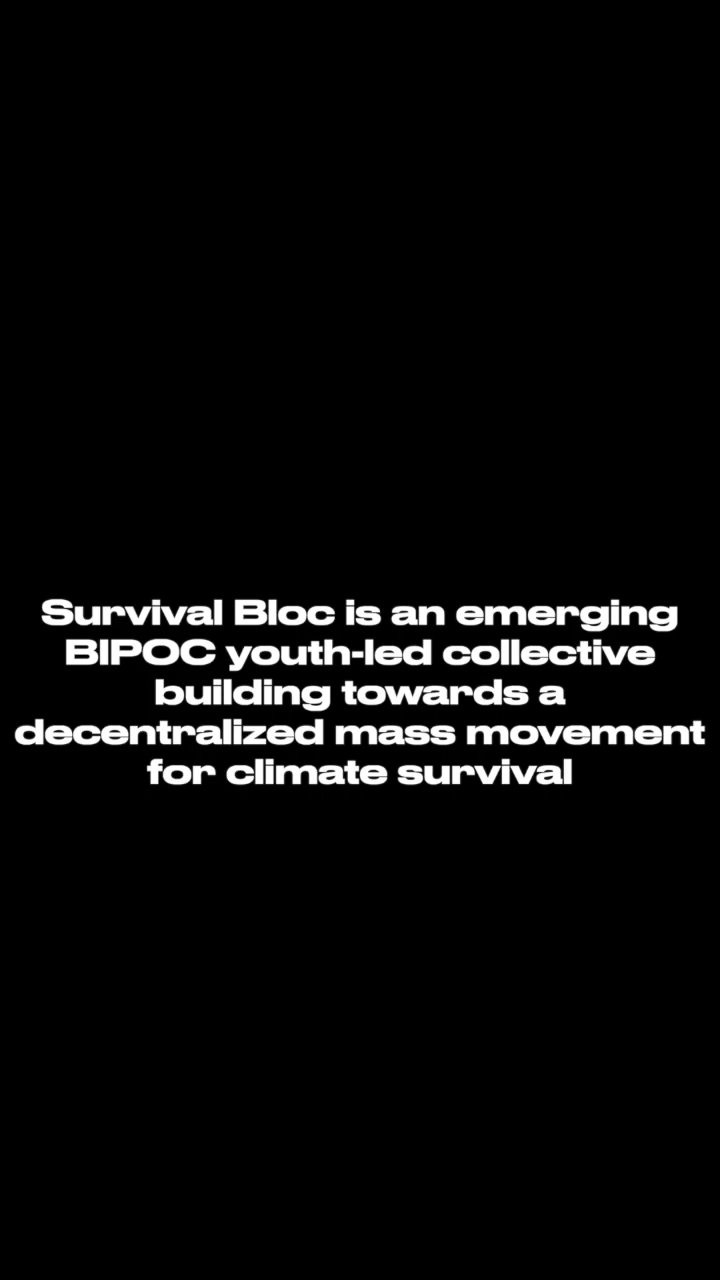 Survival Bloc is an emerging
BIPOC youth-led collective
building towards a
decentralized mass movement
for climate survival